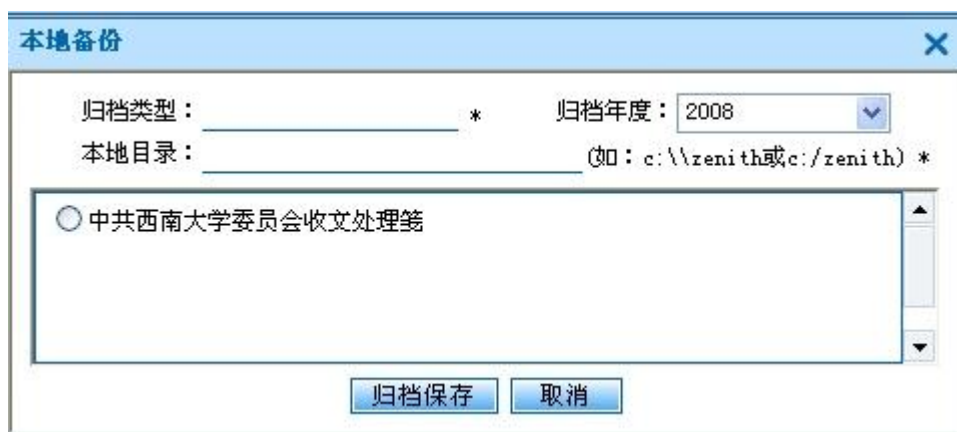 本地备份
归档类型： * 归档年度： 2008
本地目录： (如：c:\\zenith或c:/zenith) *
中共西南大学委员会收文处理笺
归档保存 取消